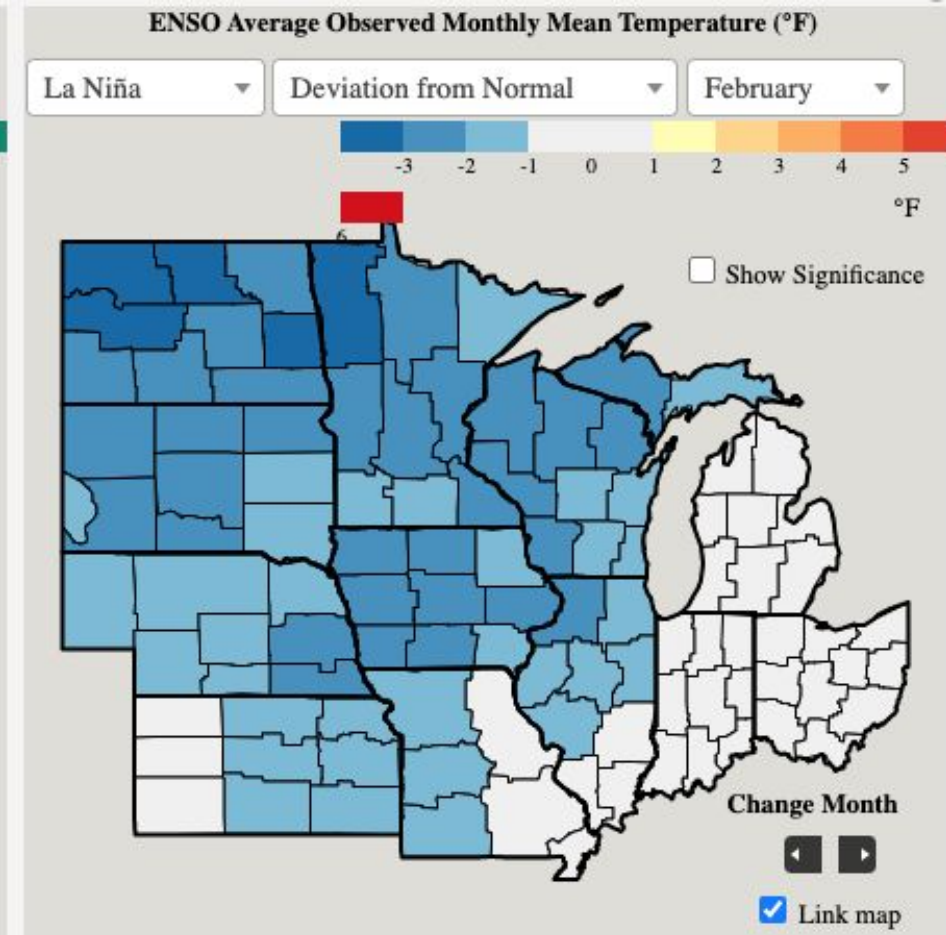 ENSO Average Observed Monthly Mean Temperature (°F)
La Niña Deviation from Normal February
-3 -2 -1 0 1 2 3 4 5
°F
6
Show Significance
Change Month
Link map